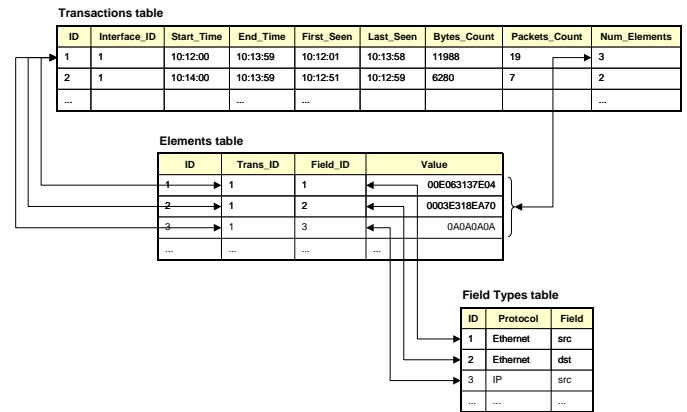 Transactions table
ID Interface_ID Start_Time End_Time First_Seen Last_Seen Bytes_Count Packets_Count Num_Elements
1 1 10:12:00 10:13:59 10:12:01 10:13:58 11988 19 3
2 1 10:14:00 10:13:59 10:12:51 10:12:59 6280 7 2
... ... ... ...
Elements table
ID Trans_ID Field_ID Value
1 1 1 00E063137E04
2 1 2 0003E318EA70
3 1 3 0A0A0A0A
... ... ... ...
Field Types table
ID Protocol Field
1 Ethernet src
2 Ethernet dst
3 IP src
... ... ...